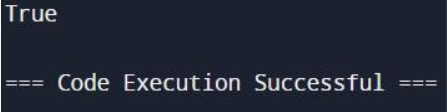 True
=== Code Execution Successful ===